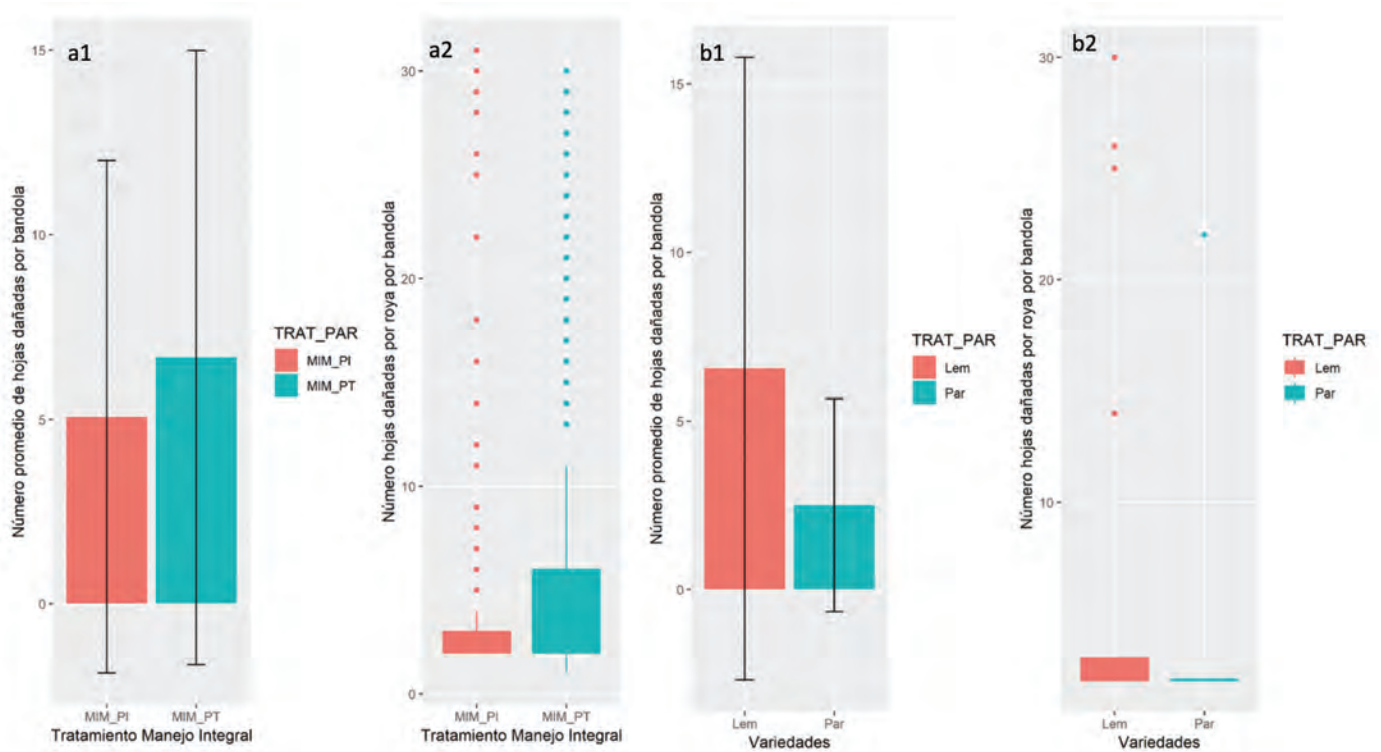 a1
Número promedio de hojas dañadas por bandola
15
10
5
0
MIM_PI
MIM_PT
Tratamiento Manejo Integral
TRAT_PAR
MIM_PI
MIM_PT
a2
Número hojas dañadas por roya por bandola
30
20
10
0
MIM_PI
MIM_PT
Tratamiento Manejo Integral
b1
Número promedio de hojas dañadas por bandola
15
10
5
0
Lem
Par
Variedades
TRAT_PAR
Lem
Par
b2
Número hojas dañadas por roya por bandola
30
20
10
Lem
Par
Variedades
TRAT_PAR
Lem
Par